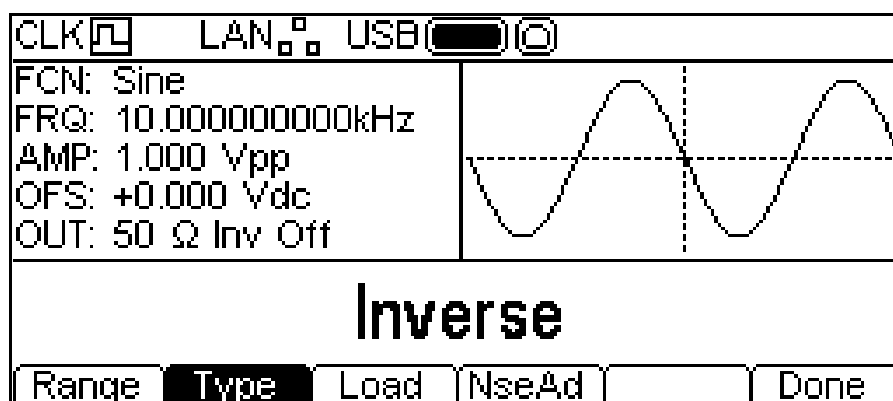 CLK LAN USB
FCN: Sine
FRQ: 10.000000000kHz
AMP: 1.000 Vpp
OFS: +0.000 Vdc
OUT: 50 Ω Inv Off
Inverse
Range Type Load NseAd Done